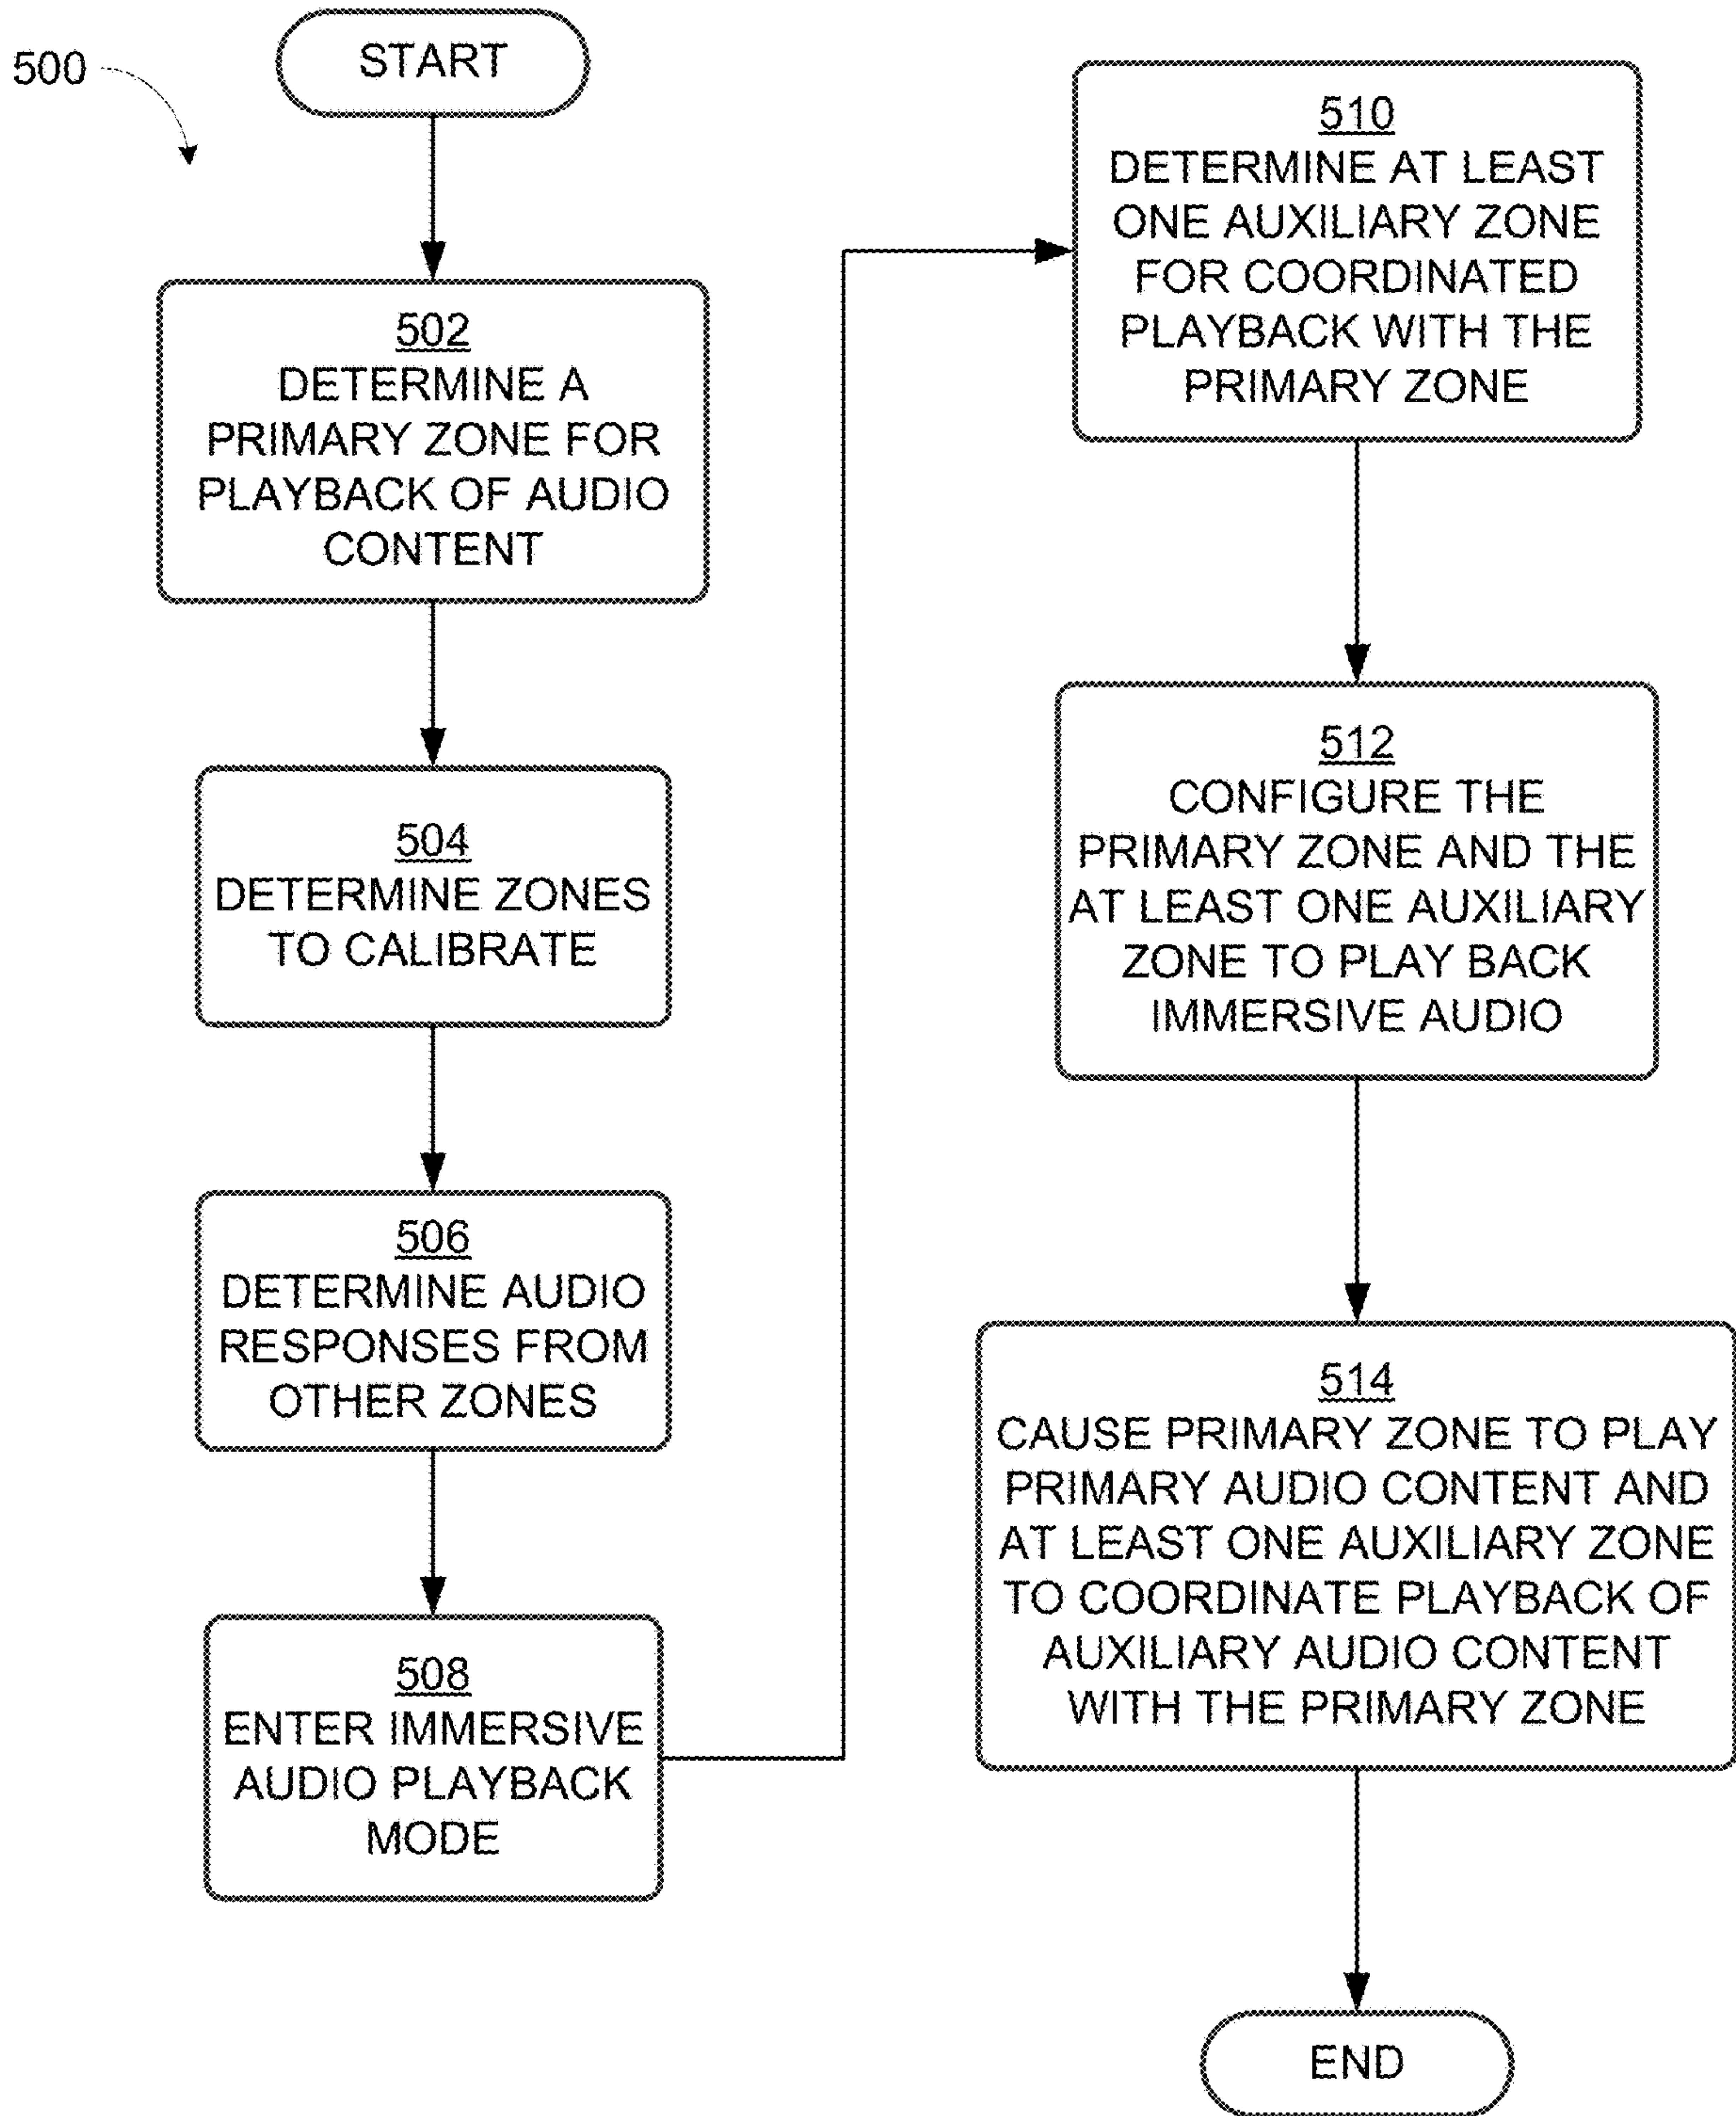 500
START
502
DETERMINE A
PRIMARY ZONE FOR
PLAYBACK OF AUDIO
CONTENT
504
DETERMINE ZONES
TO CALIBRATE
506
DETERMINE AUDIO
RESPONSES FROM
OTHER ZONES
508
ENTER IMMERSIVE
AUDIO PLAYBACK
MODE
510
DETERMINE AT LEAST
ONE AUXILIARY ZONE
FOR COORDINATED
PLAYBACK WITH THE
PRIMARY ZONE
512
CONFIGURE THE
PRIMARY ZONE AND THE
AT LEAST ONE AUXILIARY
ZONE TO PLAY BACK
IMMERSIVE AUDIO
514
CAUSE PRIMARY ZONE TO PLAY
PRIMARY AUDIO CONTENT AND
AT LEAST ONE AUXILIARY ZONE
TO COORDINATE PLAYBACK OF
AUXILIARY AUDIO CONTENT
WITH THE PRIMARY ZONE
END